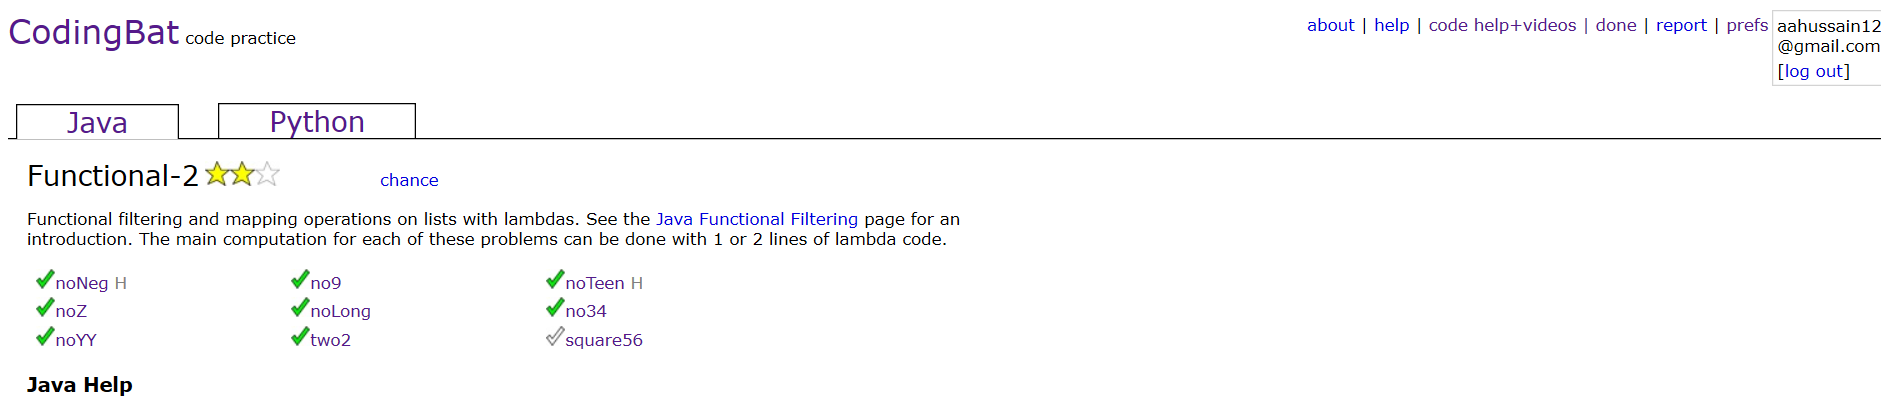 CodingBat code practice
about | help | code help+videos | done | report | prefs
aahussain12
@gmail.com
[log out]
Java
Python
Functional-2
chance
Functional filtering and mapping operations on lists with lambdas. See the Java Functional Filtering page for an
introduction. The main computation for each of these problems can be done with 1 or 2 lines of lambda code.
noNeg H no9 noTeen H
noZ noLong no34
noYY two2 square56
Java Help